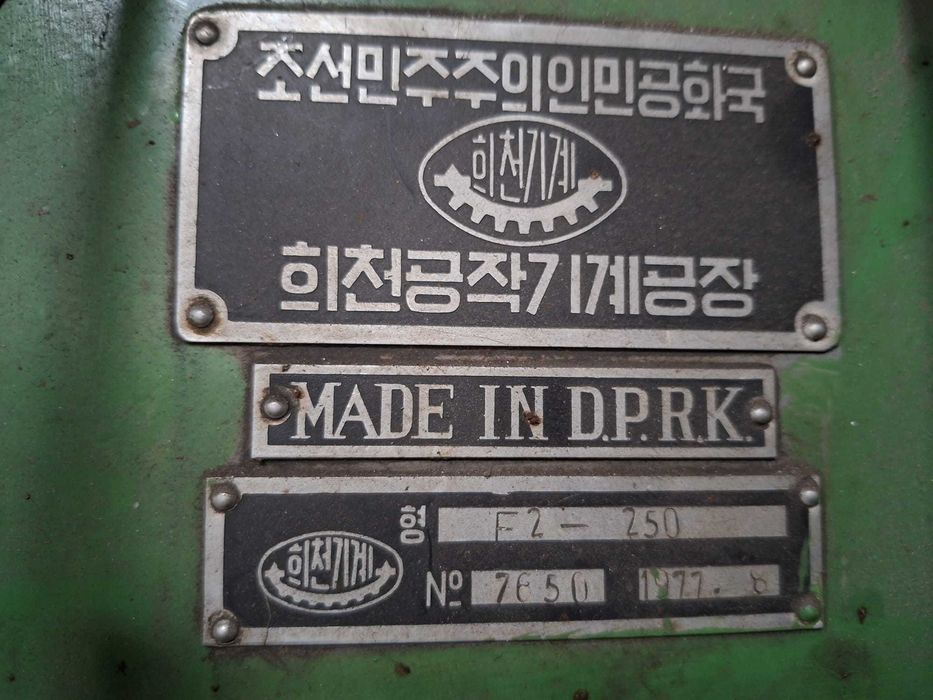 조선민주주의인민공화국
희천기계
희천공작기계공장
MADE IN D.P.R.K.
형 F2 — 250
희천기계
№ 7650 1977. 8